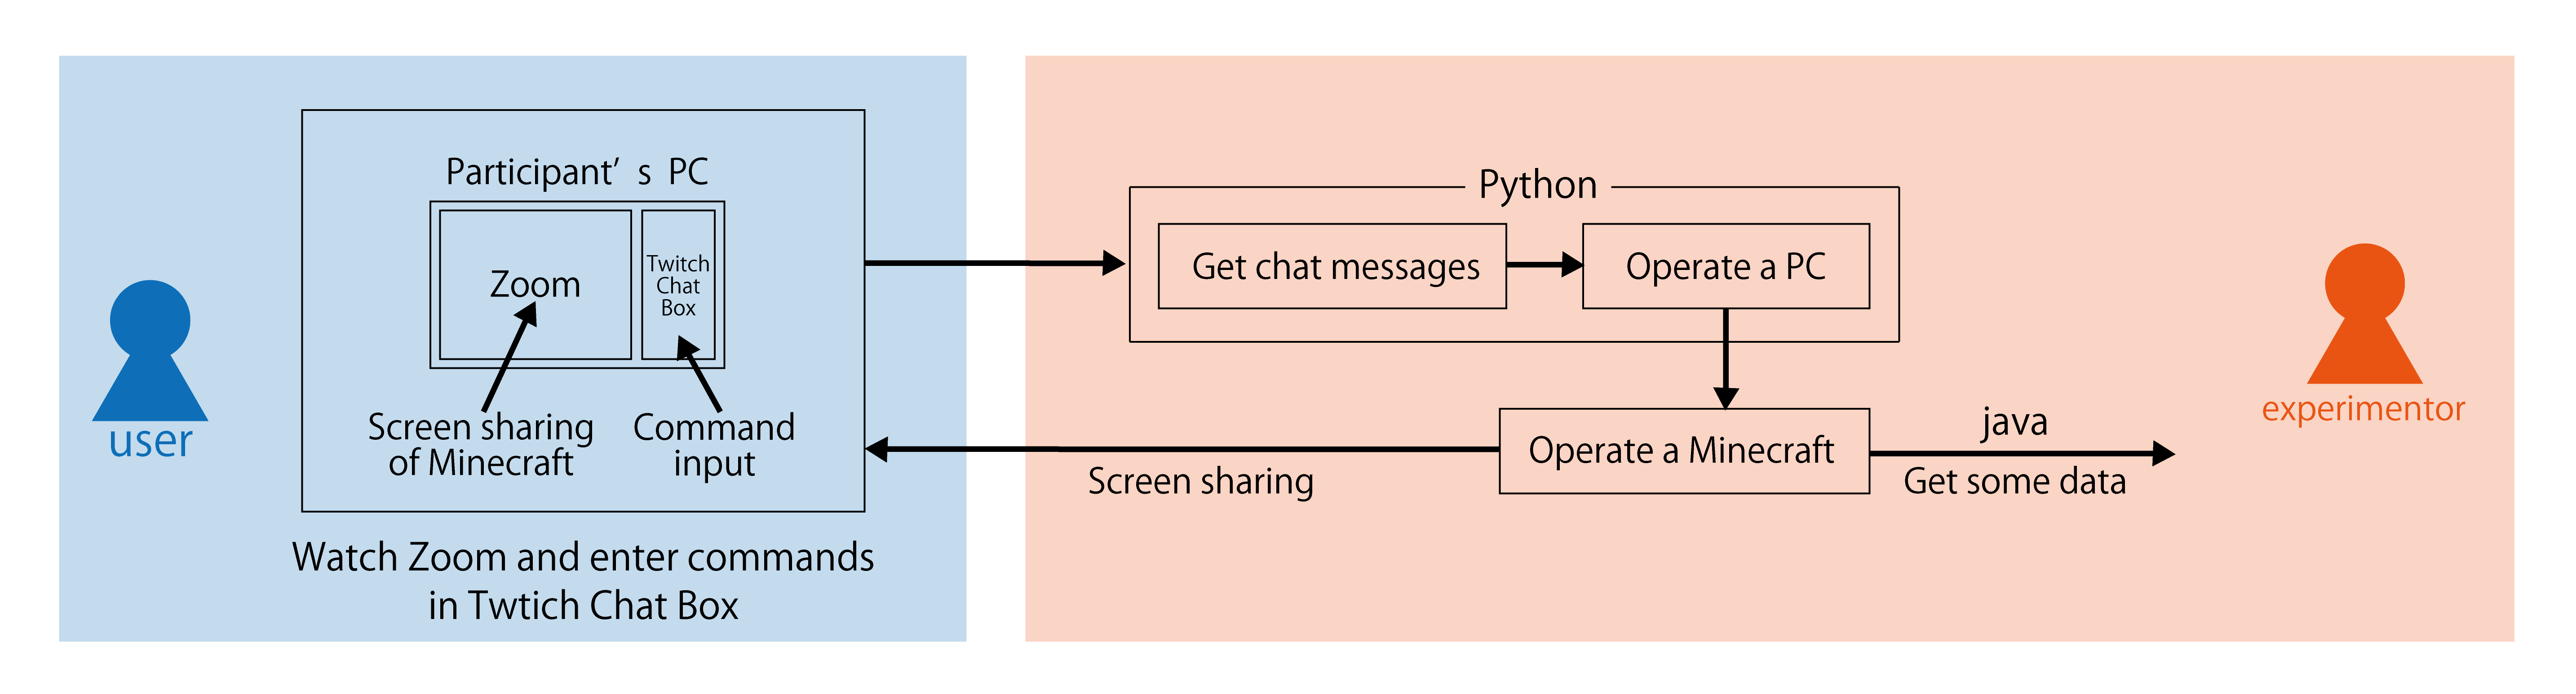 Participant’ s PC
Zoom
Twitch
Chat
Box
Screen sharing
of Minecraft
Command
input
user
Watch Zoom and enter commands
in Twtich Chat Box
Python
Get chat messages
Operate a PC
Operate a Minecraft
Screen sharing
java
Get some data
experimentor